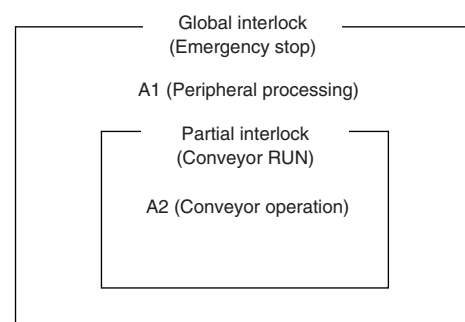 Global interlock
(Emergency stop)
A1 (Peripheral processing)
Partial interlock
(Conveyor RUN)
A2 (Conveyor operation)